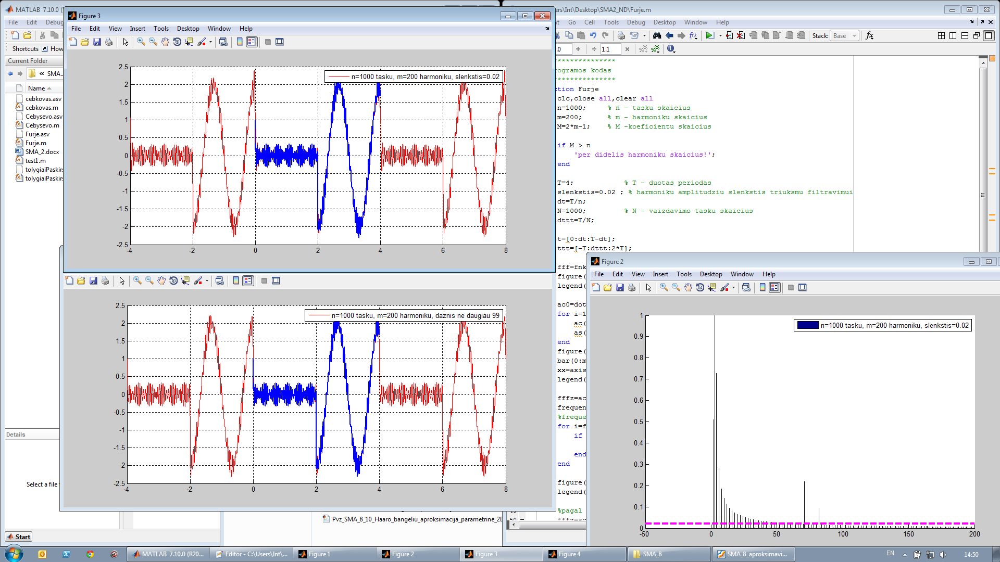 MATLAB 7.10.0 (R
File Edit Debug
Shortcuts How
Current Folder
« SMA...
Name
cebkovas.asv
cebkovas.m
Cebysevo.asv
Cebysevo.m
Furje.asv
Furje.m
SMA_2.docx
test1.m
tolygiaiPaskirs
tolygiaiPaskirs
Details
Select a file
Start
Figure 3
File Edit View Insert Tools Desktop Window Help
n=1000 tasku, m=200 harmoniku, slenkstis=0.02
2.5
2
1.5
1
0.5
0
-0.5
-1
-1.5
-2
-2.5
-4 -2 0 2 4 6 8
n=1000 tasku, m=200 harmoniku, daznis ne daugiau 99
2.5
2
1.5
1
0.5
0
-0.5
-1
-1.5
-2
-2.5
-4 -2 0 2 4 6 8
Pvz_SMA_8_10_Haaro_bangeliu_aproksimacija_parametrine_2D
ers\Int\Desktop\SMA2_ND\Furje.m
xt Go Cell Tools Debug Desktop Window Help
Stack: Base fx
.0 + ÷ 1.1 ×
**************
rogramos kodas
**************
ction Furje
clc,close all,clear all
n=1000; % n - tasku skaicius
m=200; % m - harmoniku skaicius
M=2*m-1; % M -koeficientu skaicius
if M > n
'per didelis harmoniku skaicius!';
end
T=4; % T - duotas periodas
slenkstis=0.02 ; % harmoniku amplitudziu slenkstis triuksmu filtravimui
dt=T/n;
N=1000; % N - vaizdavimo tasku skaicius
dttt=T/N;
t=[0:dt:T-dt];
ttt=[-T:dttt:2*T];
fff=fnk
figure(
legend(
ac0=dot
for i=1
ac(
as(
end
figure(
bar(0:m
xx=axis
legend(
fffz=ac
frequen
%freque
for i=f
if
end
end
figure(
legend(
%pagal
fffz=ac
50
Figure 2
File Edit View Insert Tools Desktop Window Help
n=1000 tasku, m=200 harmoniku, slenkstis=0.02
1
0.9
0.8
0.7
0.6
0.5
0.4
0.3
0.2
0.1
0
-50 0 50 100 150 200
MATLAB 7.10.0 (R20... Editor - C:\Users\Int\... Figure 1 Figure 2 Figure 3 Figure 4 SMA_8 SMA_8_aproksimavi... EN 14:50